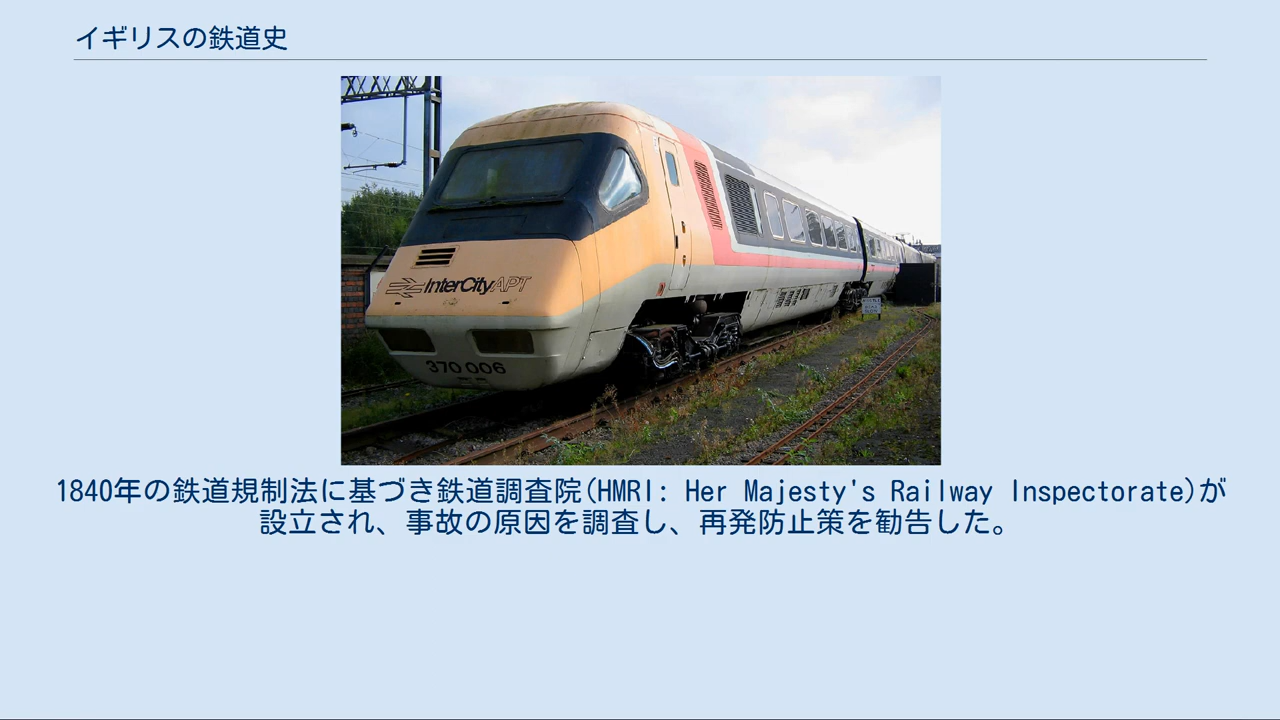 イギリスの鉄道史
InterCity APT
370 006
1840年の鉄道規制法に基づき鉄道調査院(HMRI: Her Majesty's Railway Inspectorate)が
設立され、事故の原因を調査し、再発防止策を勧告した。